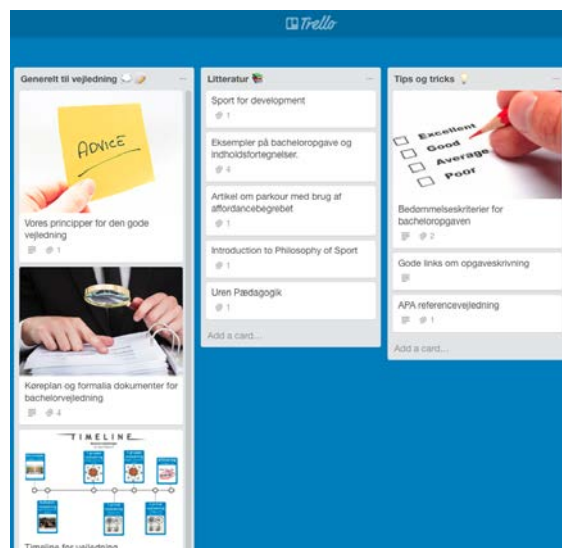 Trello
Generelt til vejledning
ADVICE
Vores principper for den gode
vejledning
1
Køreplan og formalia dokumenter for
bachelorvejledning
4
TIMELINE
Timeline for vejledning
Litteratur
Sport for development
1
Eksempler på bacheloropgave og
indholdsfortegnelser.
4
Artikel om parkour med brug af
affordancebegrebet
1
Introduction to Philosophy of Sport
1
Uren Pædagogik
1
Add a card...
Tips og tricks
Excellent
Good
Average
Poor
Bedømmelseskriterier for
bacheloropgaven
2
Gode links om opgaveskrivning
APA referencevejledning
1
Add a card...